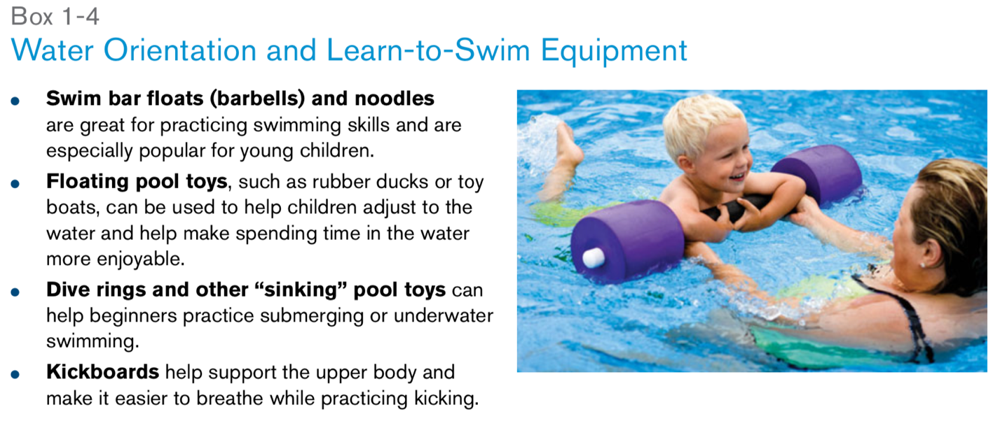 Box 1-4
Water Orientation and Learn-to-Swim Equipment
• Swim bar floats (barbells) and noodles
are great for practicing swimming skills and are
especially popular for young children.
• Floating pool toys, such as rubber ducks or toy
boats, can be used to help children adjust to the
water and help make spending time in the water
more enjoyable.
• Dive rings and other “sinking” pool toys can
help beginners practice submerging or underwater
swimming.
• Kickboards help support the upper body and
make it easier to breathe while practicing kicking.